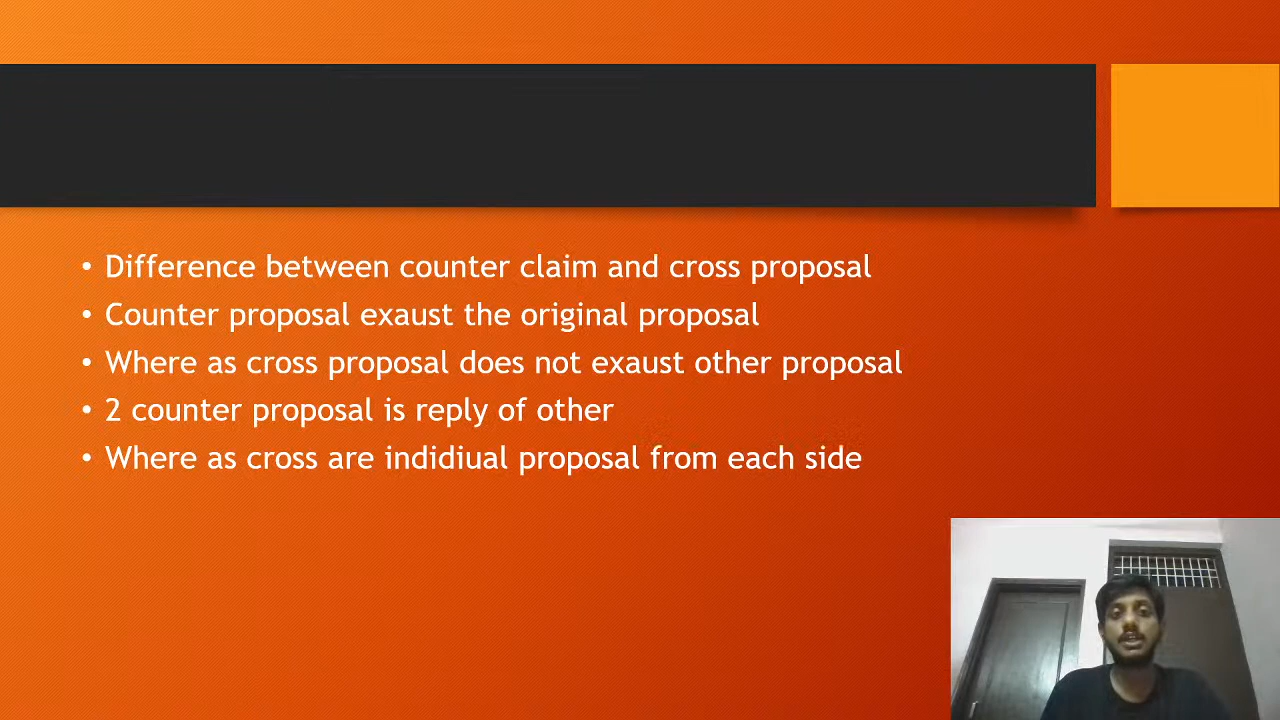 • Difference between counter claim and cross proposal
• Counter proposal exaust the original proposal
• Where as cross proposal does not exaust other proposal
• 2 counter proposal is reply of other
• Where as cross are indidiual proposal from each side